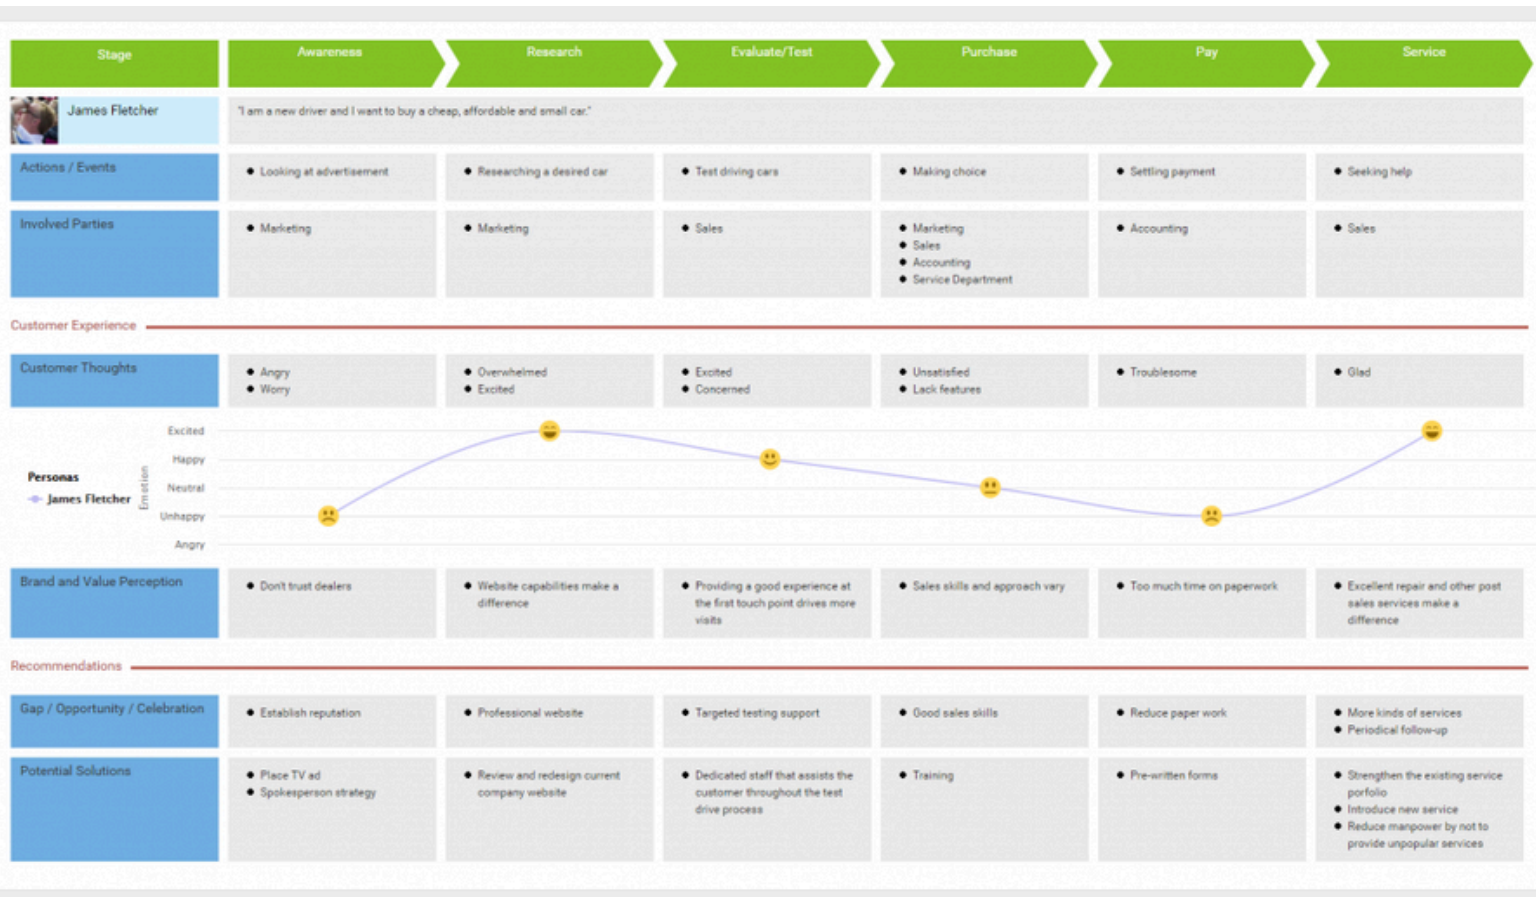 Stage Awareness Research Evaluate/Test Purchase Pay Service
James Fletcher
"I am a new driver and I want to buy a cheap, affordable and small car."
Actions / Events
Looking at advertisement
Researching a desired car
Test driving cars
Making choice
Settling payment
Seeking help
Involved Parties
Marketing
Marketing
Sales
Marketing
Sales
Accounting
Service Department
Accounting
Sales
Customer Experience
Customer Thoughts
Angry
Worry
Overwhelmed
Excited
Excited
Concerned
Unsatisfied
Lack features
Troublesome
Glad
Personas
James Fletcher
Emotion
Excited
Happy
Neutral
Unhappy
Angry
Brand and Value Perception
Don't trust dealers
Website capabilities make a
difference
Providing a good experience at
the first touch point drives more
visits
Sales skills and approach vary
Too much time on paperwork
Excellent repair and other post
sales services make a
difference
Recommendations
Gap / Opportunity / Celebration
Establish reputation
Professional website
Targeted testing support
Good sales skills
Reduce paper work
More kinds of services
Periodical follow-up
Potential Solutions
Place TV ad
Spokesperson strategy
Review and redesign current
company website
Dedicated staff that assists the
customer throughout the test
drive process
Training
Pre-written forms
Strengthen the existing service
porfolio
Introduce new service
Reduce manpower by not to
provide unpopular services